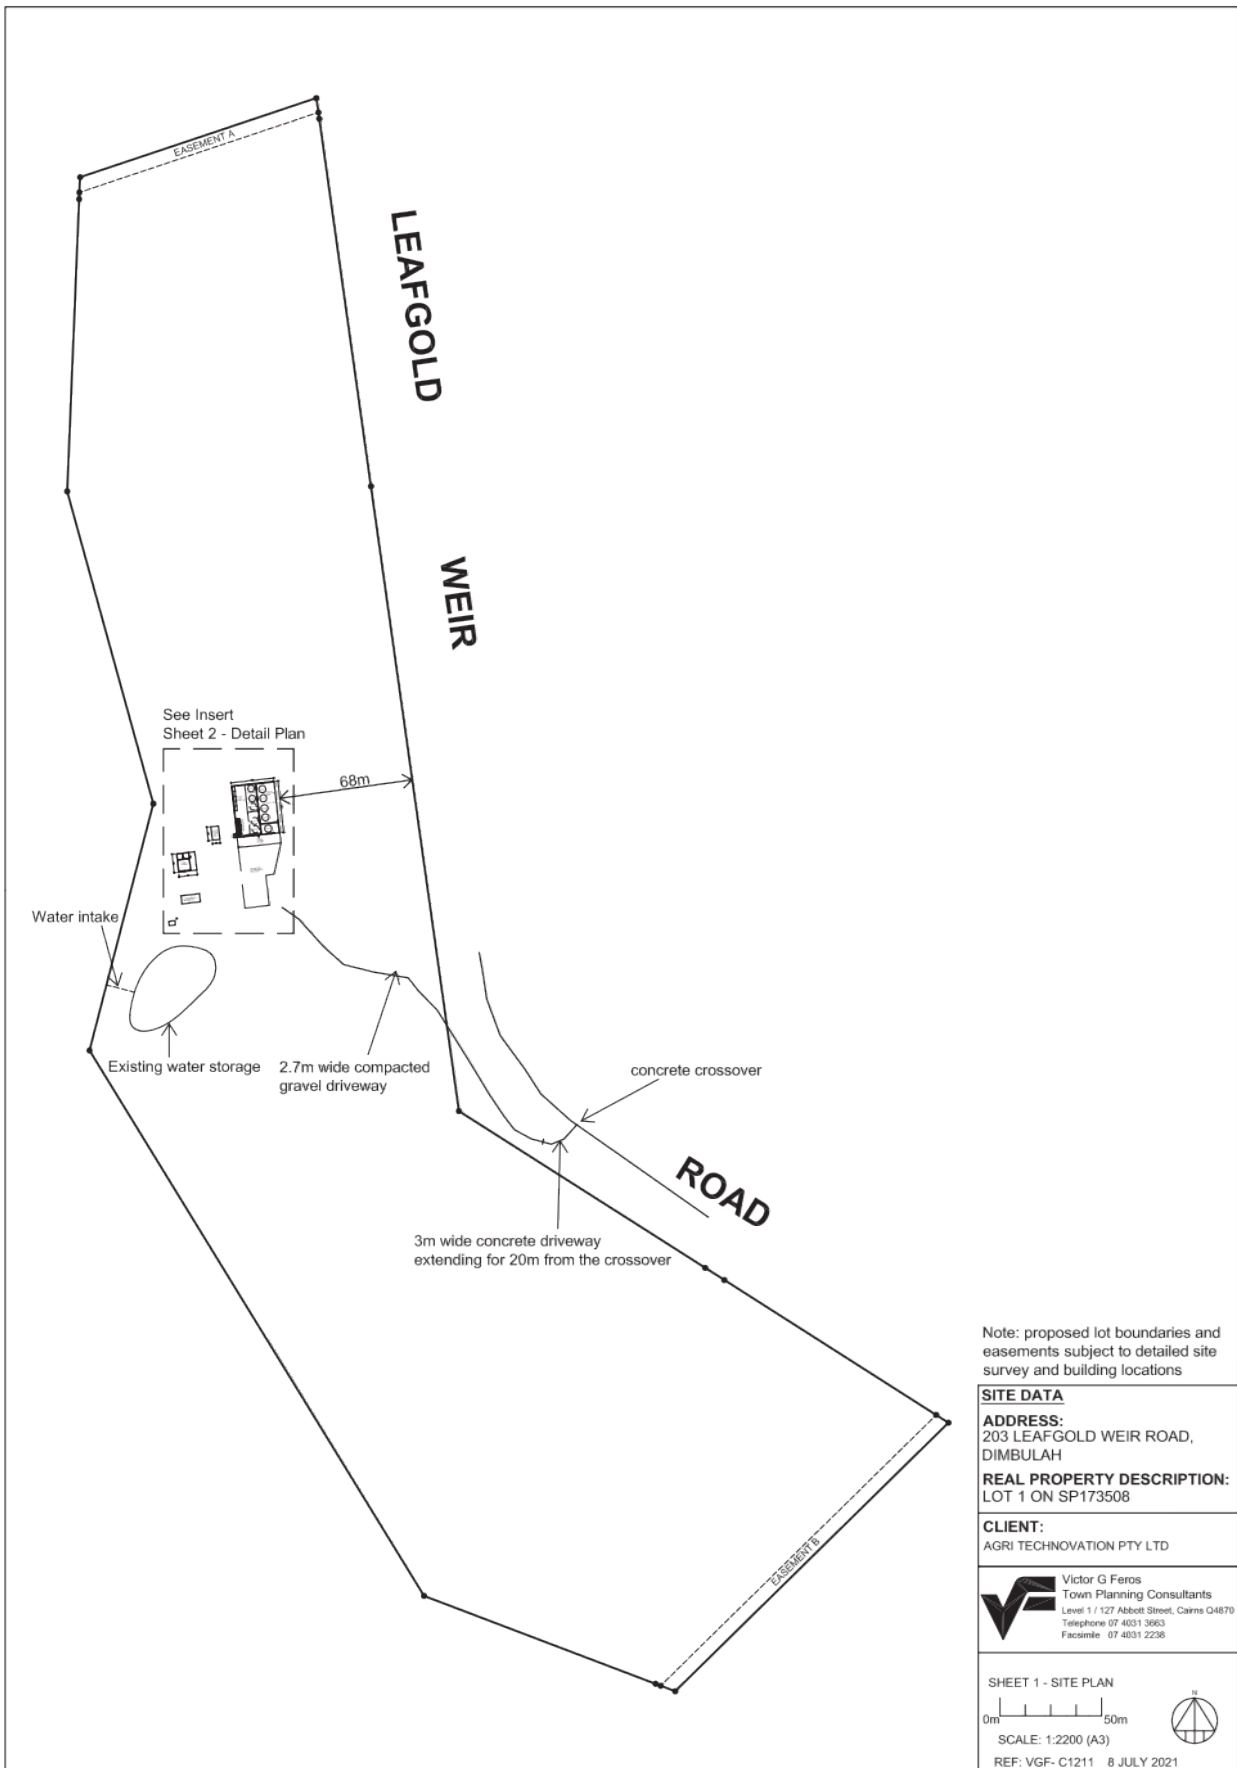 EASEMENT A
LEAFGOLD
WEIR
See Insert
Sheet 2 - Detail Plan
68m
Water intake
Existing water storage
2.7m wide compacted
gravel driveway
concrete crossover
ROAD
3m wide concrete driveway
extending for 20m from the crossover
EASEMENT B
Note: proposed lot boundaries and
easements subject to detailed site
survey and building locations
SITE DATA
ADDRESS:
203 LEAFGOLD WEIR ROAD,
DIMBULAH
REAL PROPERTY DESCRIPTION:
LOT 1 ON SP173508
CLIENT:
AGRI TECHNOVATION PTY LTD
Victor G Feros
Town Planning Consultants
Level 1 / 127 Abbott Street, Cairns Q4870
Telephone 07 4031 3663
Facsimile 07 4031 2238
SHEET 1 - SITE PLAN
0m 50m
N
SCALE: 1:2200 (A3)
REF: VGF- C1211 8 JULY 2021